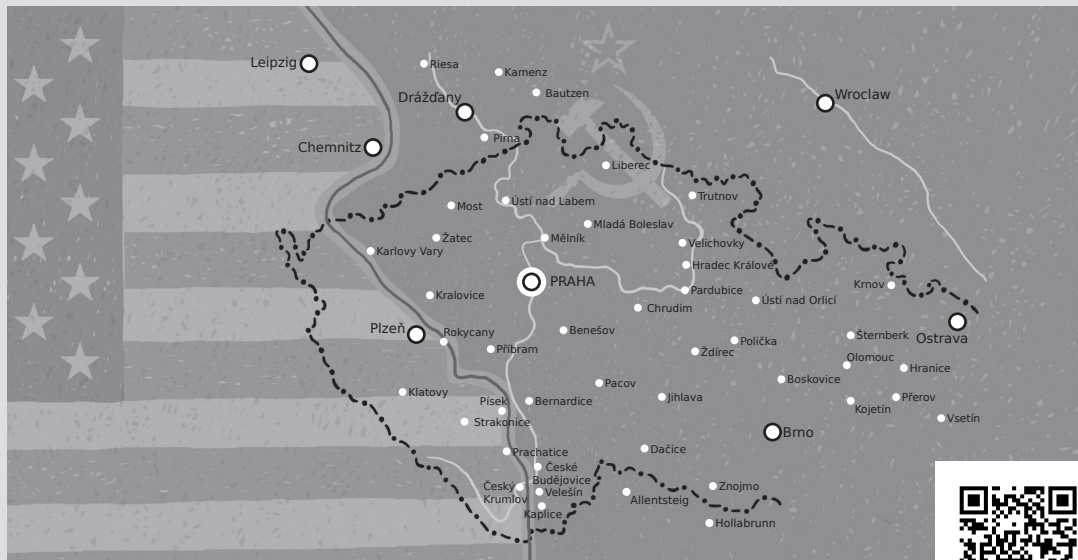 Leipzig
Riesa
Kamenz
Drážďany
Bautzen
Wroclaw
Chemnitz
Pirna
Liberec
Trutnov
Most
Ústí nad Labem
Mladá Boleslav
Žatec
Mělník
Velichovky
Karlovy Vary
Hradec Králové
PRAHA
Krnov
Kralovice
Pardubice
Ústí nad Orlicí
Chrudim
Plzeň
Rokycany
Benešov
Šternberk
Ostrava
Příbram
Polička
Ždírec
Olomouc
Hranice
Klatovy
Pacov
Boskovice
Písek
Bernardice
Jihlava
Kojetín
Přerov
Strakonice
Vsetín
Brno
Prachatice
Dačice
České
Budějovice
Český
Krumlov
Velešín
Kaplice
Allentsteig
Znojmo
Hollabrunn